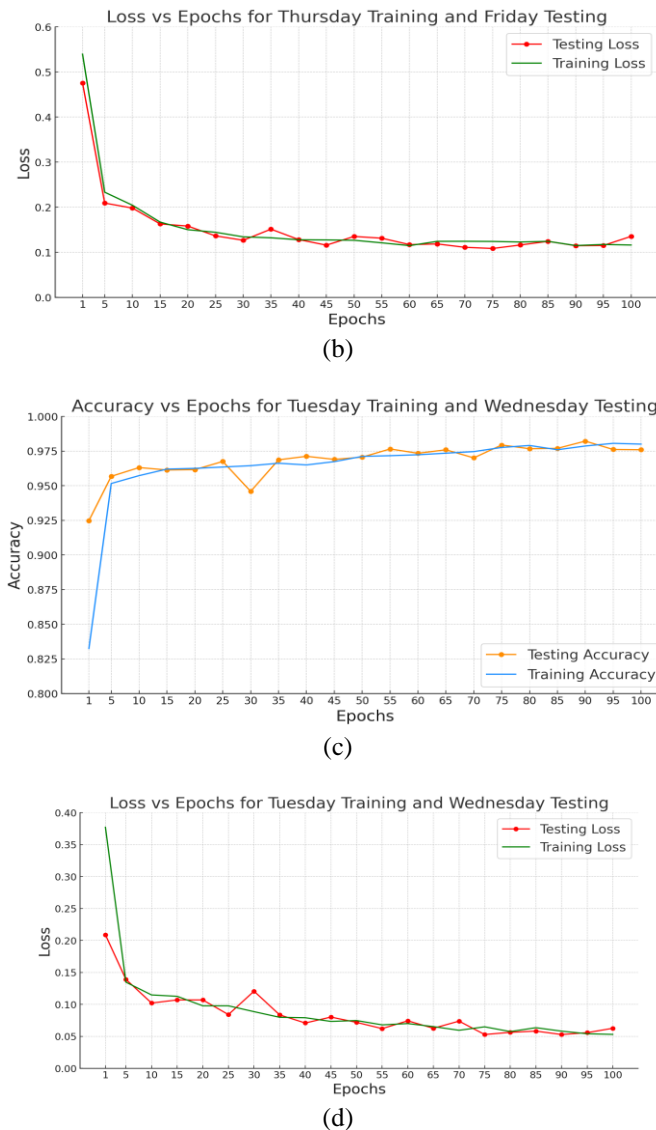 Loss vs Epochs for Thursday Training and Friday Testing
0.6
0.5
0.4
0.3
0.2
0.1
0.0
Loss
Testing Loss
Training Loss
1 5 10 15 20 25 30 35 40 45 50 55 60 65 70 75 80 85 90 95 100
Epochs
(b)
Accuracy vs Epochs for Tuesday Training and Wednesday Testing
1.000
0.975
0.950
0.925
0.900
0.875
0.850
0.825
0.800
Accuracy
Testing Accuracy
Training Accuracy
1 5 10 15 20 25 30 35 40 45 50 55 60 65 70 75 80 85 90 95 100
Epochs
(c)
Loss vs Epochs for Tuesday Training and Wednesday Testing
0.40
0.35
0.30
0.25
0.20
0.15
0.10
0.05
0.00
Loss
Testing Loss
Training Loss
1 5 10 15 20 25 30 35 40 45 50 55 60 65 70 75 80 85 90 95 100
Epochs
(d)